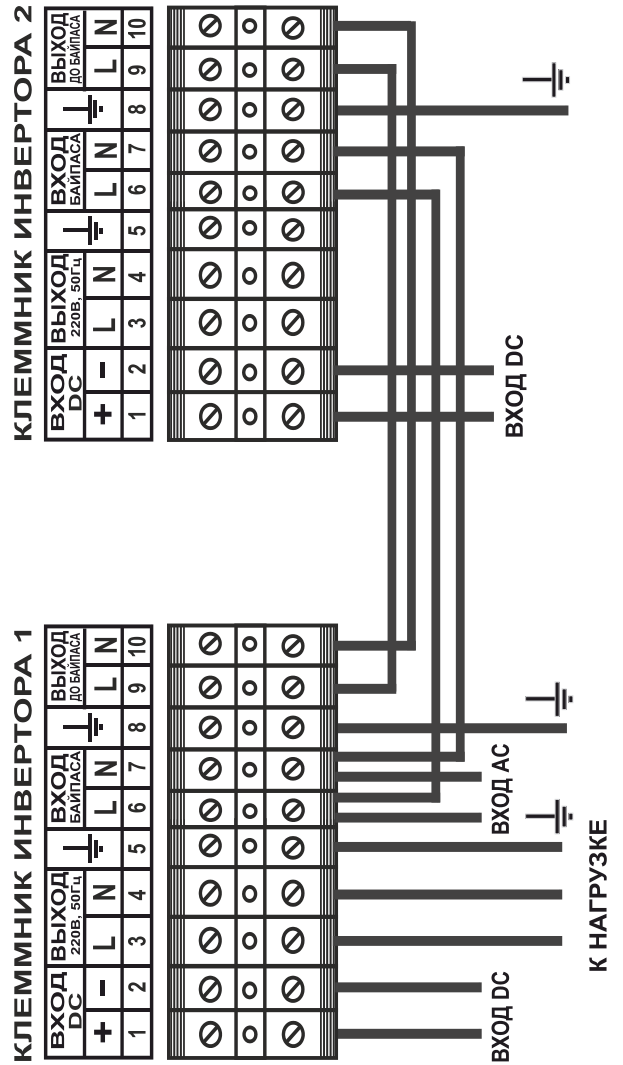 КЛЕММНИК ИНВЕРТОРА 1
ВХОД DC
ВЫХОД 220В, 50Гц
ВХОД БАЙПАСА
ВЫХОД ДО БАЙПАСА
+ − L N L N L N
1 2 3 4 5 6 7 8 9 10
ВХОД DC
ВХОД AC
К НАГРУЗКЕ
КЛЕММНИК ИНВЕРТОРА 2
ВХОД DC
ВЫХОД 220В, 50Гц
ВХОД БАЙПАСА
ВЫХОД ДО БАЙПАСА
+ − L N L N L N
1 2 3 4 5 6 7 8 9 10
ВХОД DC